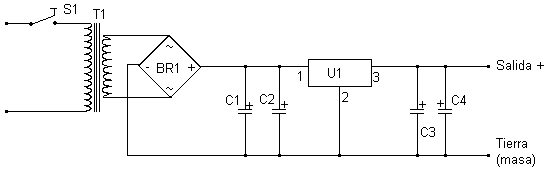 S1
T1
~
- BR1 +
~
C1 +
C2 +
1 U1 3
2
+ C3
+ C4
Salida +
Tierra
(masa)